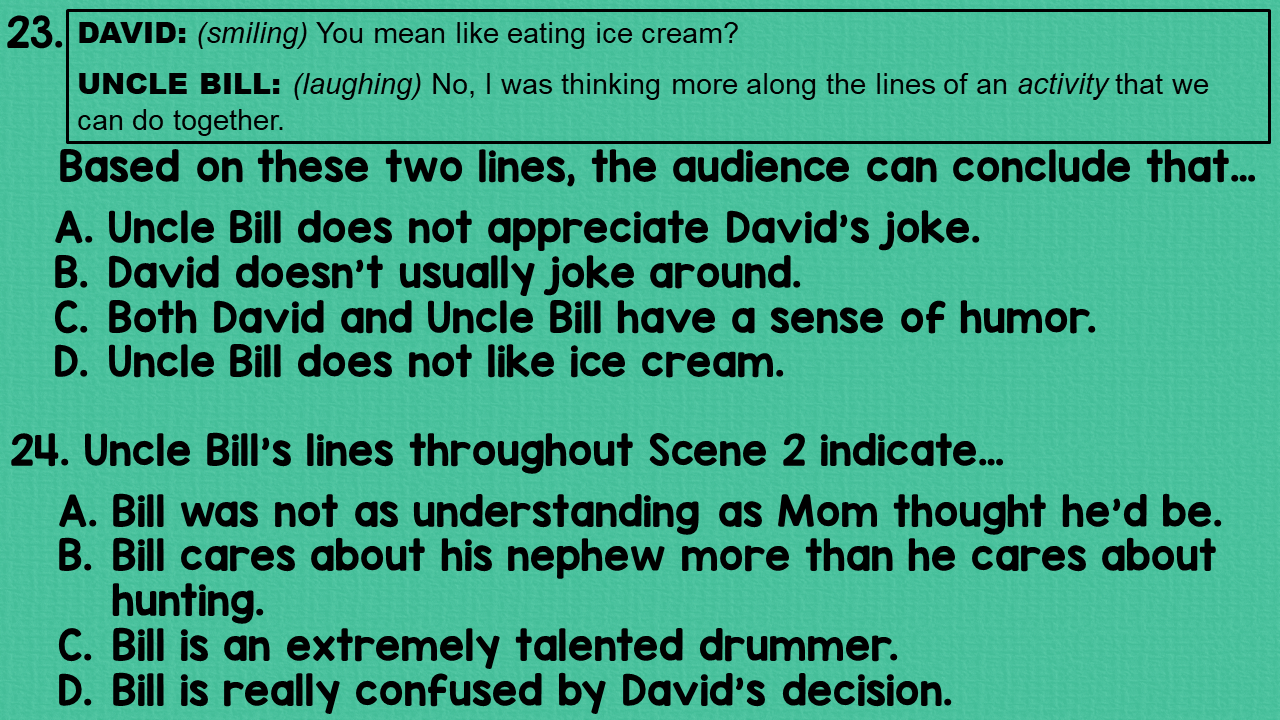 23. DAVID: (smiling) You mean like eating ice cream?
UNCLE BILL: (laughing) No, I was thinking more along the lines of an activity that we
can do together.
Based on these two lines, the audience can conclude that...
A. Uncle Bill does not appreciate David's joke.
B. David doesn't usually joke around.
C. Both David and Uncle Bill have a sense of humor.
D. Uncle Bill does not like ice cream.
24. Uncle Bill's lines throughout Scene 2 indicate...
A. Bill was not as understanding as Mom thought he'd be.
B. Bill cares about his nephew more than he cares about
hunting.
C. Bill is an extremely talented drummer.
D. Bill is really confused by David's decision.